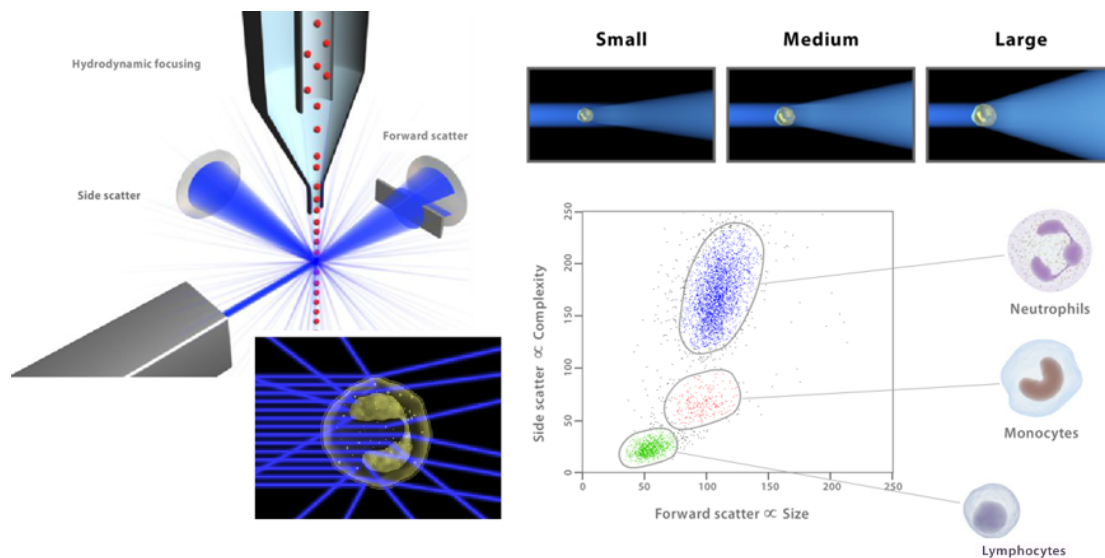 Hydrodynamic focusing
Forward scatter
Side scatter
Small
Medium
Large
250
200
150
100
50
0
Side scatter ∝ Complexity
0
50
100
150
200
250
Forward scatter ∝ Size
Neutrophils
Monocytes
Lymphocytes